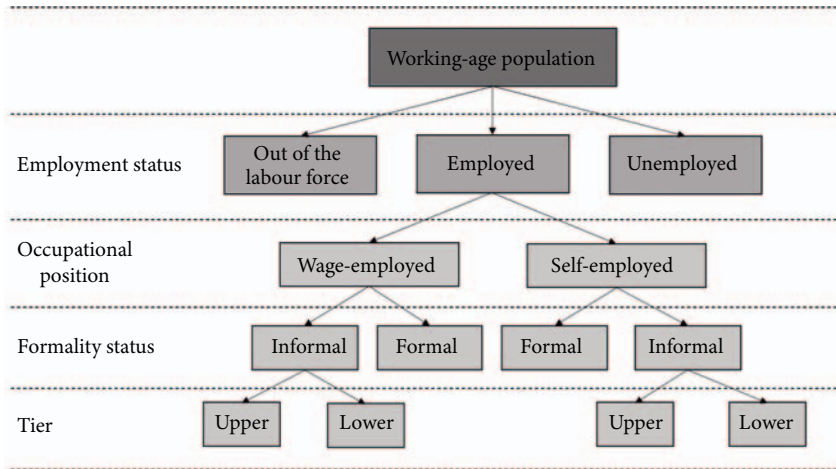 Working-age population
Employment status
Out of the
labour force
Employed
Unemployed
Occupational
position
Wage-employed
Self-employed
Formality status
Informal
Formal
Formal
Informal
Tier
Upper
Lower
Upper
Lower